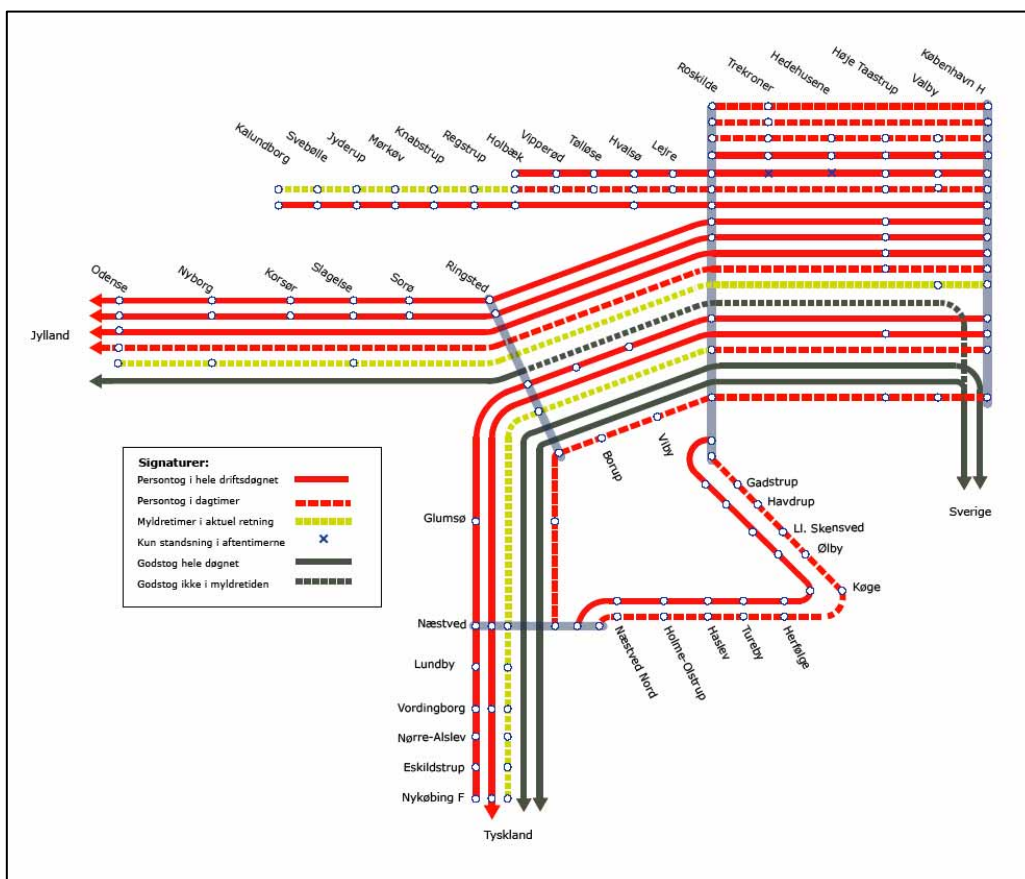 København H
Høje Taastrup
Valby
Hedehusene
Trekroner
Roskilde
Lejre
Hvalsø
Tølløse
Vipperød
Holbæk
Regstrup
Knabstrup
Mørkøv
Jyderup
Svebølle
Kalundborg
Ringsted
Sorø
Slagelse
Korsør
Nyborg
Odense
Jylland
Viby
Borup
Signaturer:
Persontog i hele driftsdøgnet
Persontog i dagtimer
Myldretimer i aktuel retning
Kun standsning i aftentimerne
Godstog hele døgnet
Godstog ikke i myldretiden
Gadstrup
Havdrup
Ll. Skensved
Ølby
Køge
Sverige
Glumsø
Næstved
Næstved Nord
Holme-Olstrup
Haslev
Tureby
Herfølge
Lundby
Vordingborg
Nørre-Alslev
Eskildstrup
Nykøbing F
Tyskland